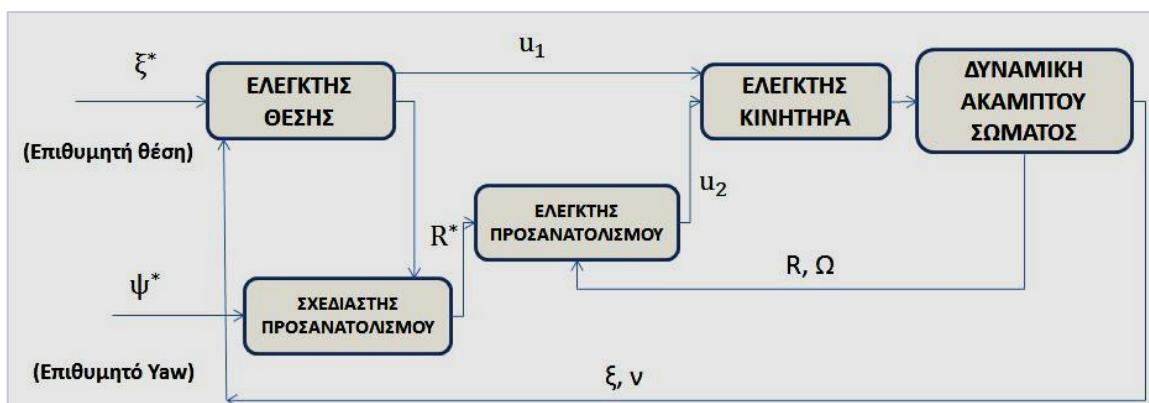 ξ*
(Επιθυμητή θέση)
ΕΛΕΓΚΤΗΣ
ΘΕΣΗΣ
u₁
ΕΛΕΓΚΤΗΣ
ΚΙΝΗΤΗΡΑ
ΔΥΝΑΜΙΚΗ
ΑΚΑΜΠΤΟΥ
ΣΩΜΑΤΟΣ
u₂
ΕΛΕΓΚΤΗΣ
ΠΡΟΣΑΝΑΤΟΛΙΣΜΟΥ
R*
R, Ω
ψ*
(Επιθυμητό Yaw)
ΣΧΕΔΙΑΣΤΗΣ
ΠΡΟΣΑΝΑΤΟΛΙΣΜΟΥ
ξ, ν